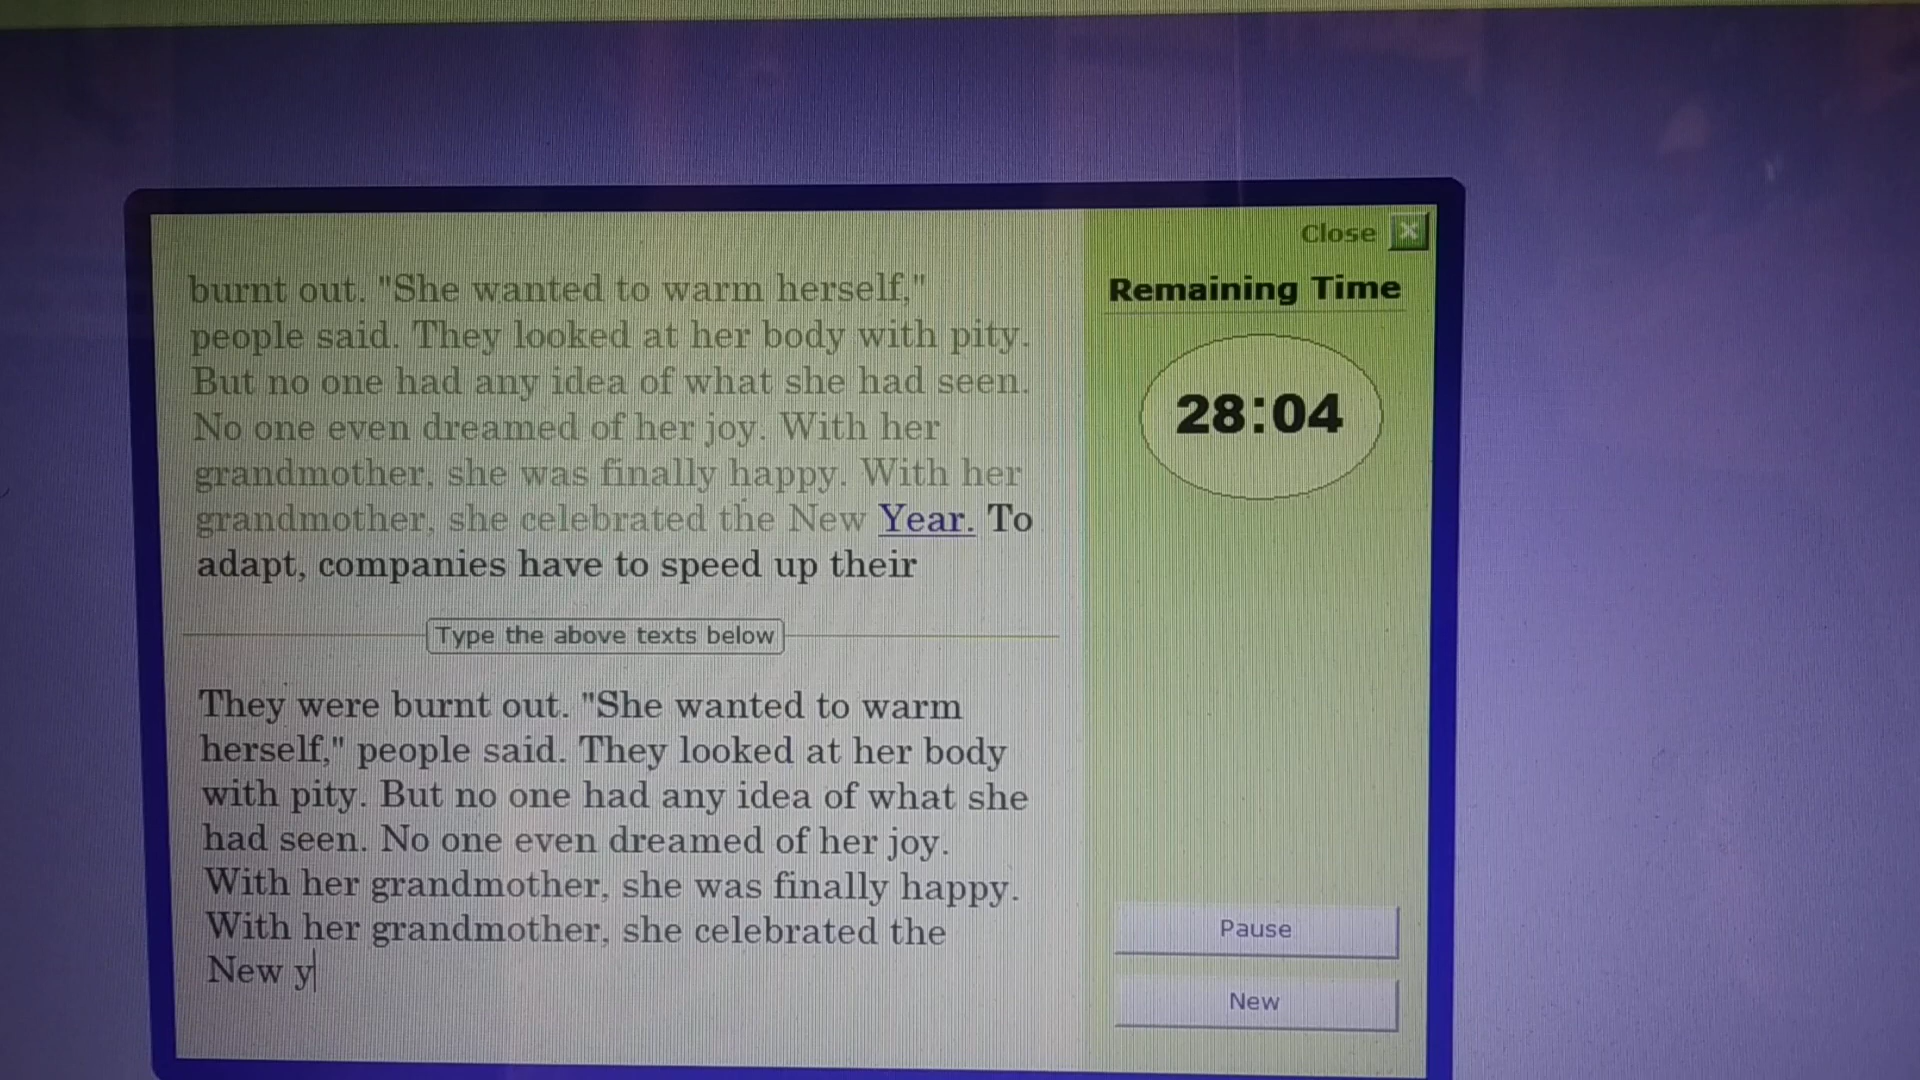 Close
burnt out. "She wanted to warm herself,"
people said. They looked at her body with pity.
But no one had any idea of what she had seen.
No one even dreamed of her joy. With her
grandmother, she was finally happy. With her
grandmother, she celebrated the New Year. To
adapt, companies have to speed up their
Remaining Time
28:04
Type the above texts below
They were burnt out. "She wanted to warm
herself," people said. They looked at her body
with pity. But no one had any idea of what she
had seen. No one even dreamed of her joy.
With her grandmother, she was finally happy.
With her grandmother, she celebrated the
New y
Pause
New